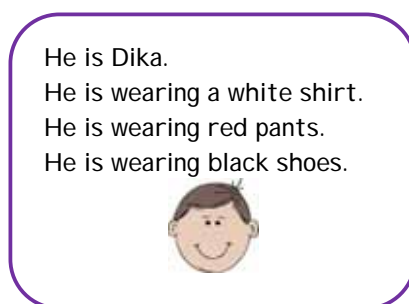 He is Dika.
He is wearing a white shirt.
He is wearing red pants.
He is wearing black shoes.